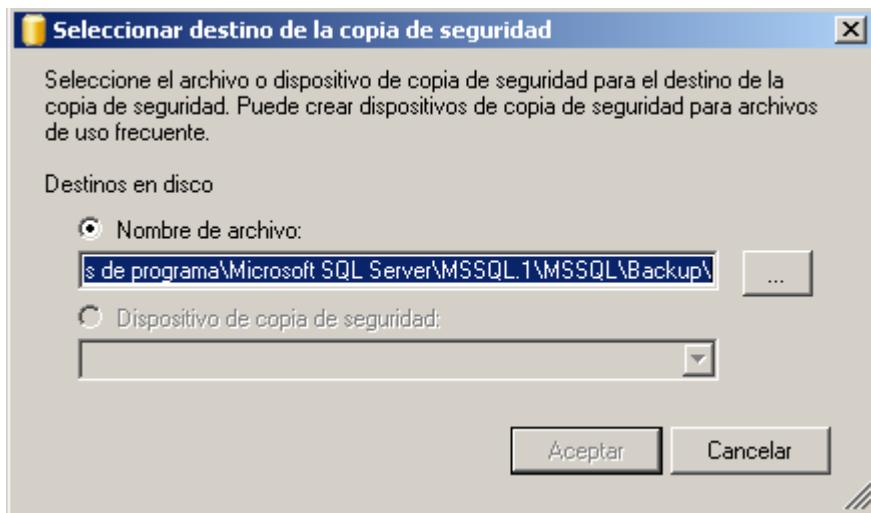 Seleccionar destino de la copia de seguridad
Seleccione el archivo o dispositivo de copia de seguridad para el destino de la
copia de seguridad. Puede crear dispositivos de copia de seguridad para archivos
de uso frecuente.
Destinos en disco
Nombre de archivo:
s de programa\Microsoft SQL Server\MSSQL.1\MSSQL\Backup\
...
Dispositivo de copia de seguridad:
Aceptar Cancelar